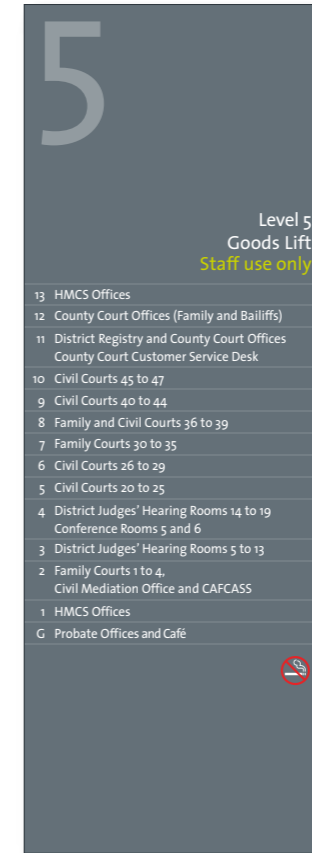 5
Level 5
Goods Lift
Staff use only
13 HMCS Offices
12 County Court Offices (Family and Bailiffs)
11 District Registry and County Court Offices
County Court Customer Service Desk
10 Civil Courts 45 to 47
9 Civil Courts 40 to 44
8 Family and Civil Courts 36 to 39
7 Family Courts 30 to 35
6 Civil Courts 26 to 29
5 Civil Courts 20 to 25
4 District Judges’ Hearing Rooms 14 to 19
Conference Rooms 5 and 6
3 District Judges’ Hearing Rooms 5 to 13
2 Family Courts 1 to 4,
Civil Mediation Office and CAFCASS
1 HMCS Offices
G Probate Offices and Café